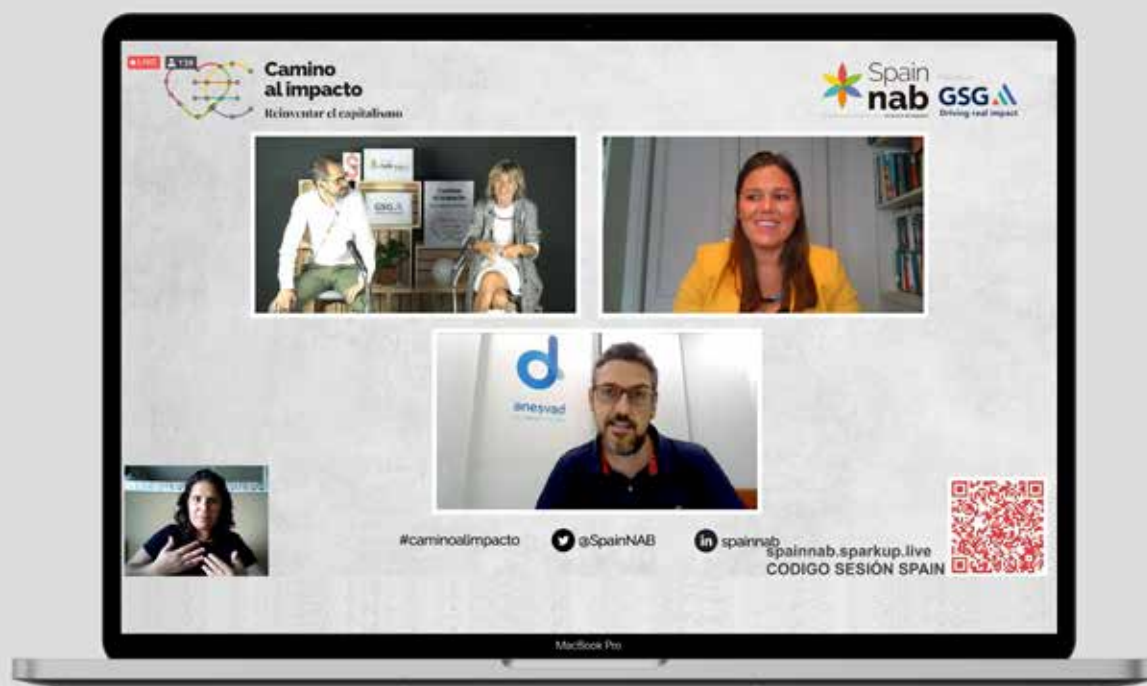 LIVE
Camino
al impacto
Reinventar el capitalismo
Spain
nab
GSG
Driving real impact
GSG
anesvad
#caminoalimpacto
@SpainNAB
spainnab
spainnab.sparkup.live
CODIGO SESIÓN SPAIN
MacBook Pro